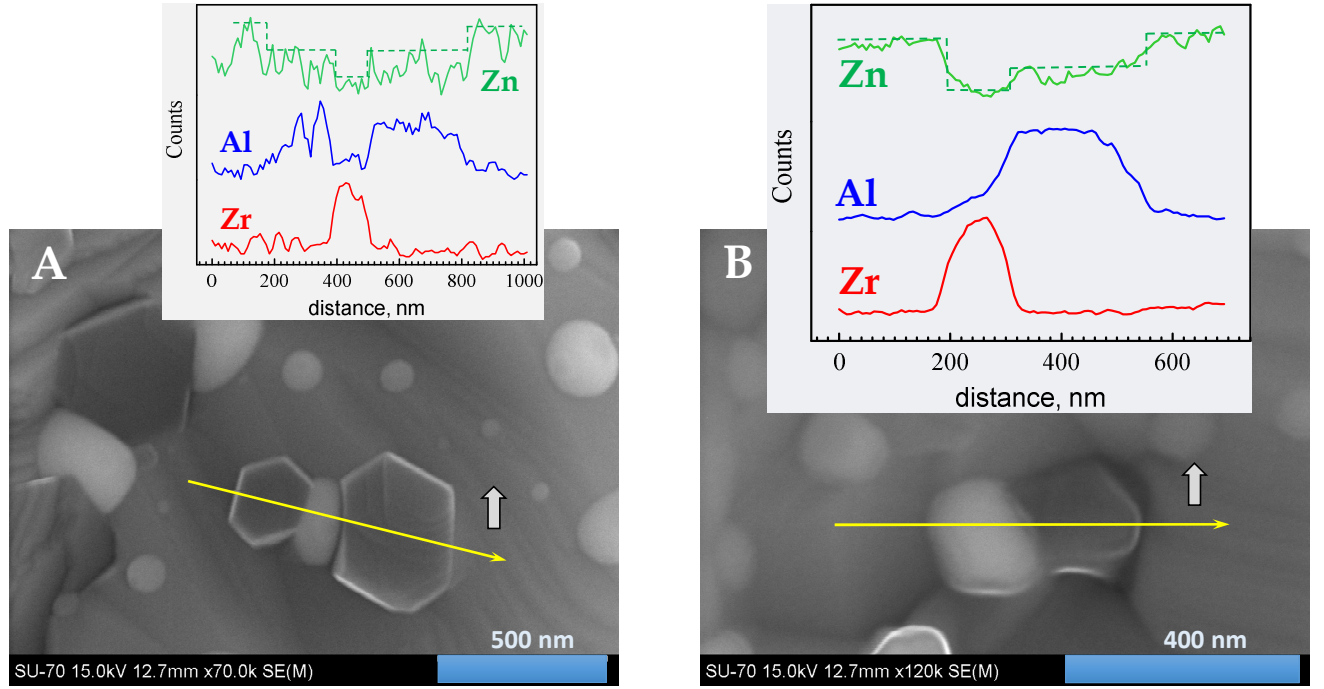 Zn
Al
Zr
Counts
0 200 400 600 800 1000
distance, nm
A
500 nm
SU-70 15.0kV 12.7mm x70.0k SE(M)
Zn
Al
Zr
Counts
0 200 400 600
distance, nm
B
400 nm
SU-70 15.0kV 12.7mm x120k SE(M)